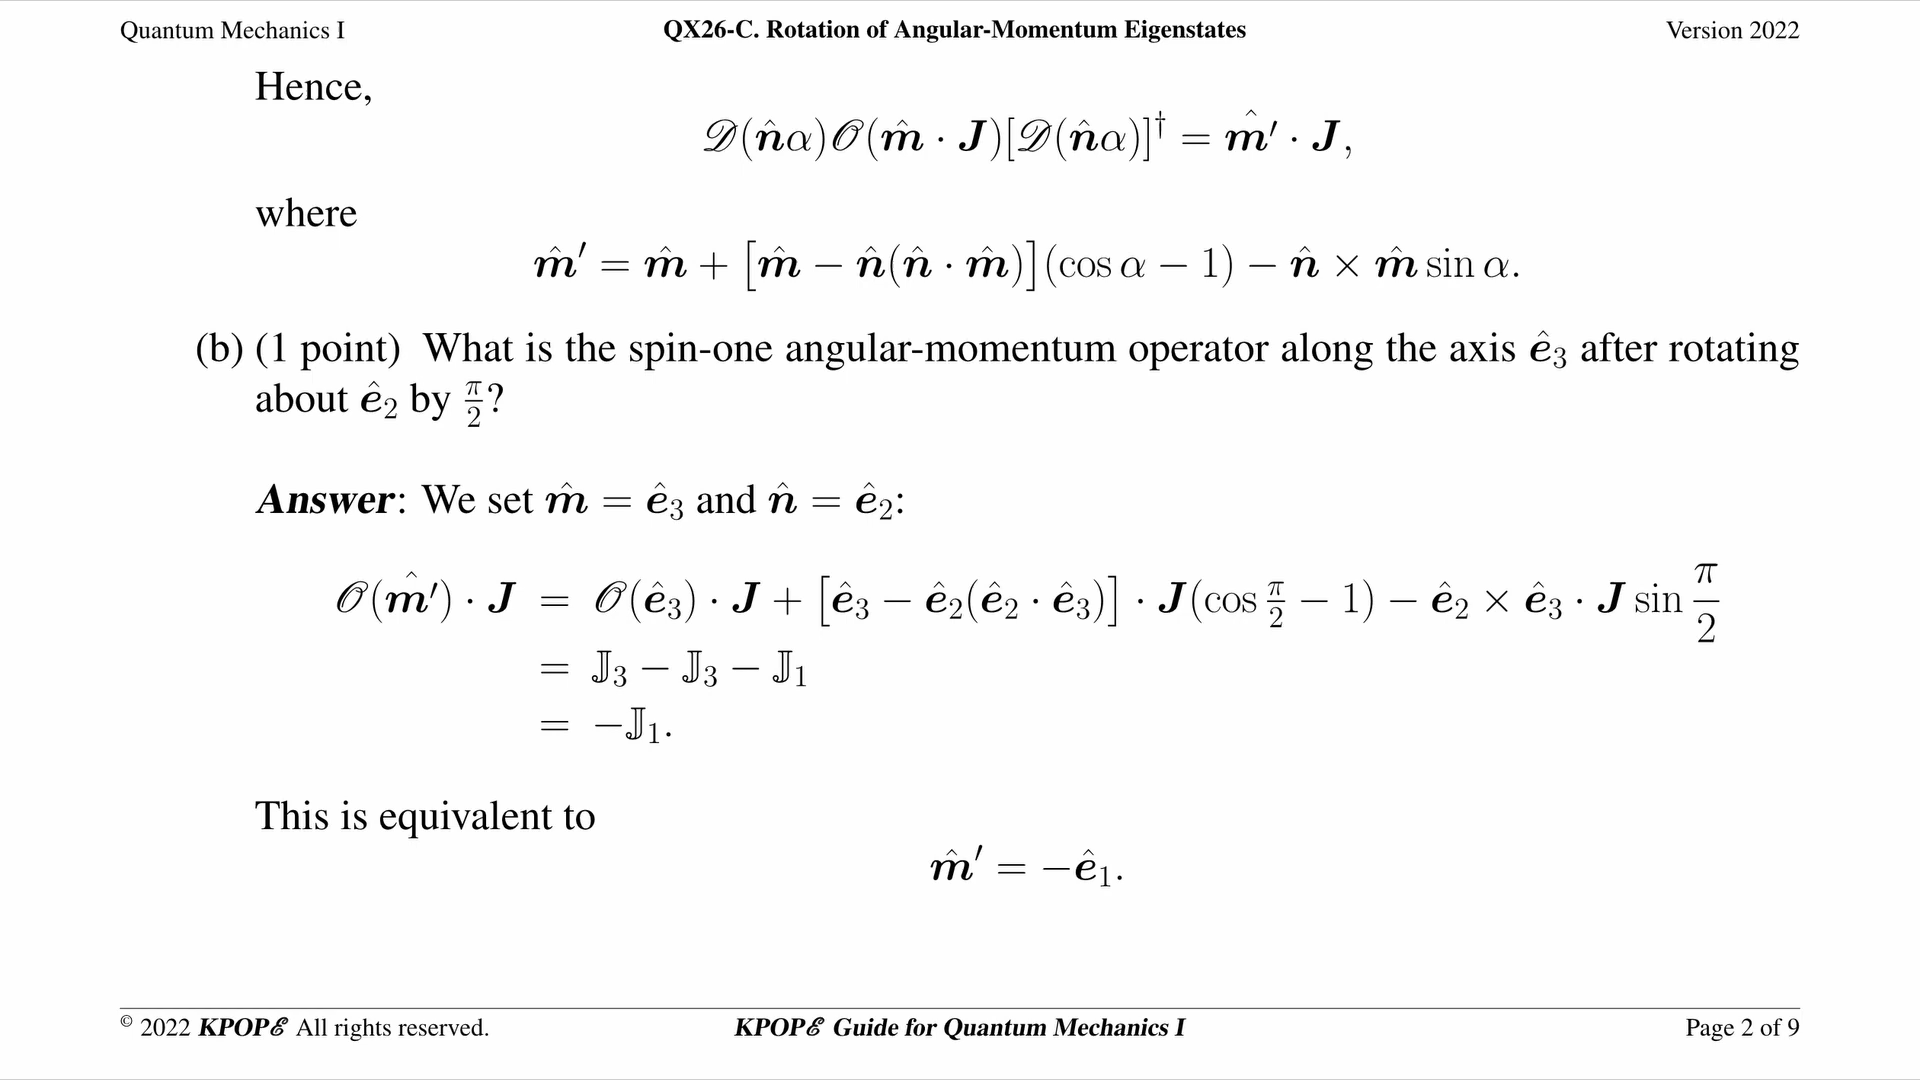 Quantum Mechanics I QX26-C. Rotation of Angular-Momentum Eigenstates Version 2022
Hence,
𝒟(n̂α)𝒪(m̂ · J)[𝒟(n̂α)]† = m̂′ · J,
where
m̂′ = m̂ + [m̂ − n̂(n̂ · m̂)](cos α − 1) − n̂ × m̂ sin α.
(b) (1 point) What is the spin-one angular-momentum operator along the axis ê₃ after rotating
about ê₂ by π/2?
Answer: We set m̂ = ê₃ and n̂ = ê₂:
𝒪(m̂′) · J = 𝒪(ê₃) · J + [ê₃ − ê₂(ê₂ · ê₃)] · J(cos π/2 − 1) − ê₂ × ê₃ · J sin π/2
= 𝕁₃ − 𝕁₃ − 𝕁₁
= −𝕁₁.
This is equivalent to
m̂′ = −ê₁.
© 2022 KPOPℰ All rights reserved. KPOPℰ Guide for Quantum Mechanics I Page 2 of 9